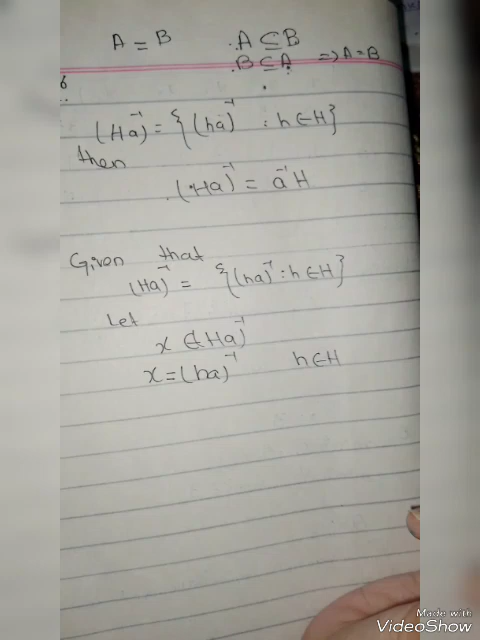 A = B .A ⊆ B
.B ⊆ A. ⇒ A = B
6
(Ha)⁻¹ = {(ha)⁻¹ : h ∈ H}
then
.(Ha)⁻¹ = a⁻¹H
Given that
(Ha)⁻¹ = {(ha)⁻¹ : h ∈ H}
Let
x ∈ (Ha)⁻¹
x = (ha)⁻¹ h ∈ H
Made with
VideoShow